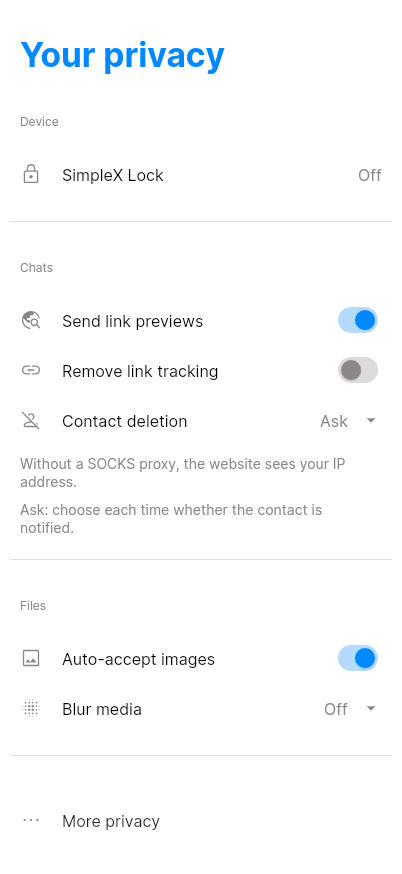 Your privacy
Device
SimpleX Lock
Off
Chats
Send link previews
Remove link tracking
Contact deletion
Ask
Without a SOCKS proxy, the website sees your IP
address.
Ask: choose each time whether the contact is
notified.
Files
Auto-accept images
Blur media
Off
More privacy